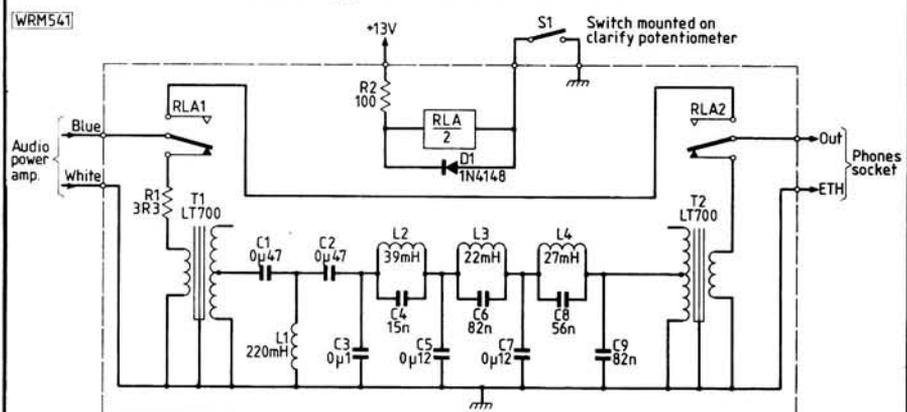 WRM541
+13V
S1
Switch mounted on
clarify potentiometer
R2
100
RLA1
RLA
2
RLA2
Blue
Audio
power
amp.
White
D1
1N4148
Out
Phones
socket
ETH
R1
3R3
T1
LT700
T2
LT700
C1
0µ47
C2
0µ47
L2
39mH
L3
22mH
L4
27mH
C4
15n
C6
82n
C8
56n
L1
220mH
C3
0µ1
C5
0µ12
C7
0µ12
C9
82n